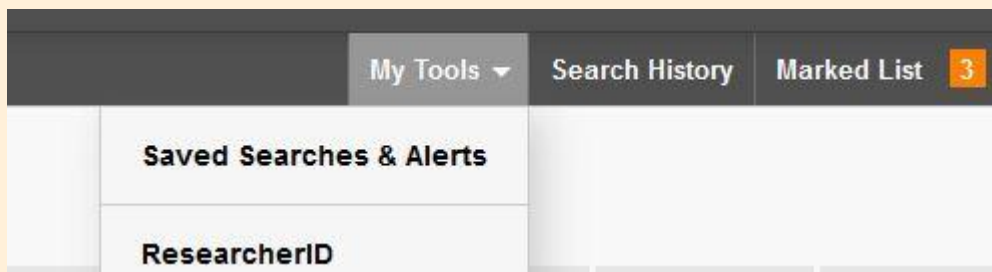 My Tools Search History Marked List 3
Saved Searches & Alerts
ResearcherID